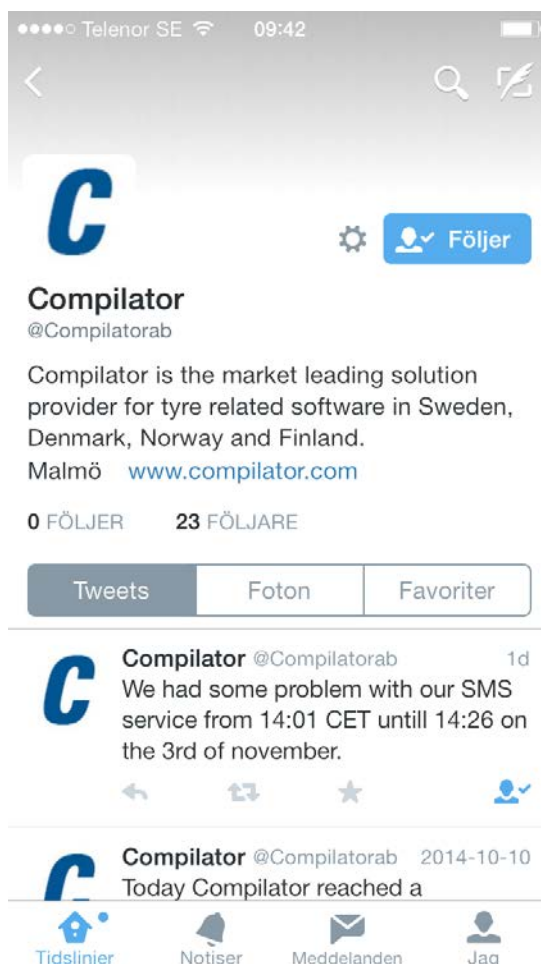 Telenor SE 09:42
C
Följer
Compilator
@Compilatorab
Compilator is the market leading solution
provider for tyre related software in Sweden,
Denmark, Norway and Finland.
Malmö www.compilator.com
0 FÖLJER 23 FÖLJARE
Tweets Foton Favoriter
C
Compilator @Compilatorab 1d
We had some problem with our SMS
service from 14:01 CET untill 14:26 on
the 3rd of november.
C
Compilator @Compilatorab 2014-10-10
Today Compilator reached a
Tidslinjer Notiser Meddelanden Jag